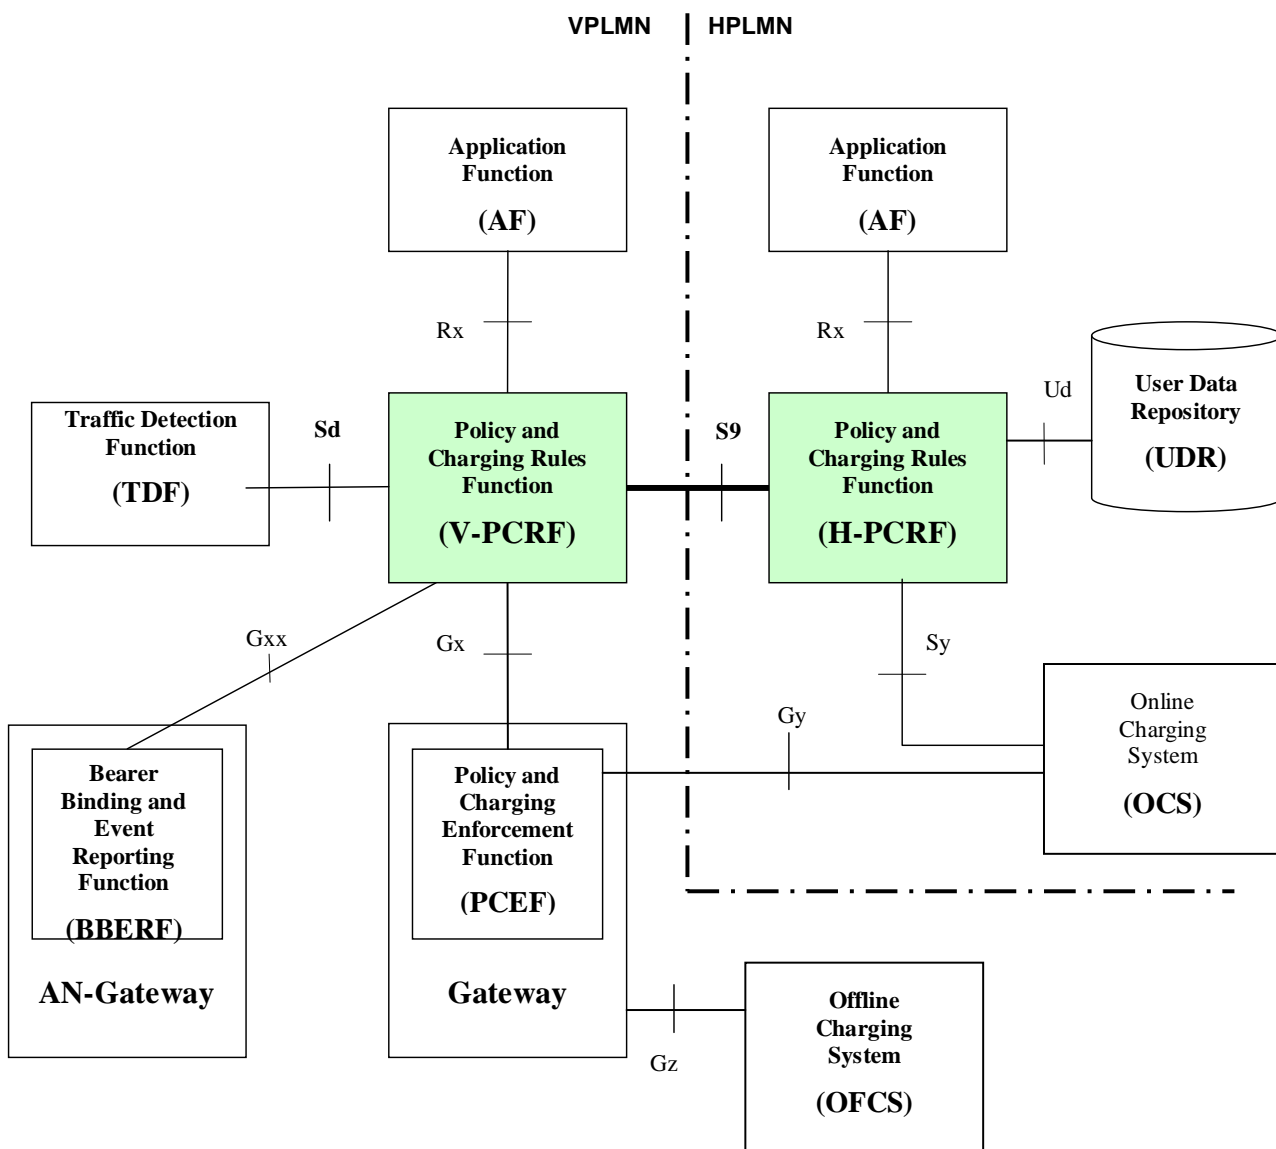 VPLMN
HPLMN
Application
Function
(AF)
Application
Function
(AF)
Rx
Rx
Traffic Detection
Function
(TDF)
Sd
Policy and
Charging Rules
Function
(V-PCRF)
S9
Policy and
Charging Rules
Function
(H-PCRF)
Ud
User Data
Repository
(UDR)
Gxx
Gx
Sy
Gy
Bearer
Binding and
Event
Reporting
Function
(BBERF)
AN-Gateway
Policy and
Charging
Enforcement
Function
(PCEF)
Gateway
Online
Charging
System
(OCS)
Gz
Offline
Charging
System
(OFCS)